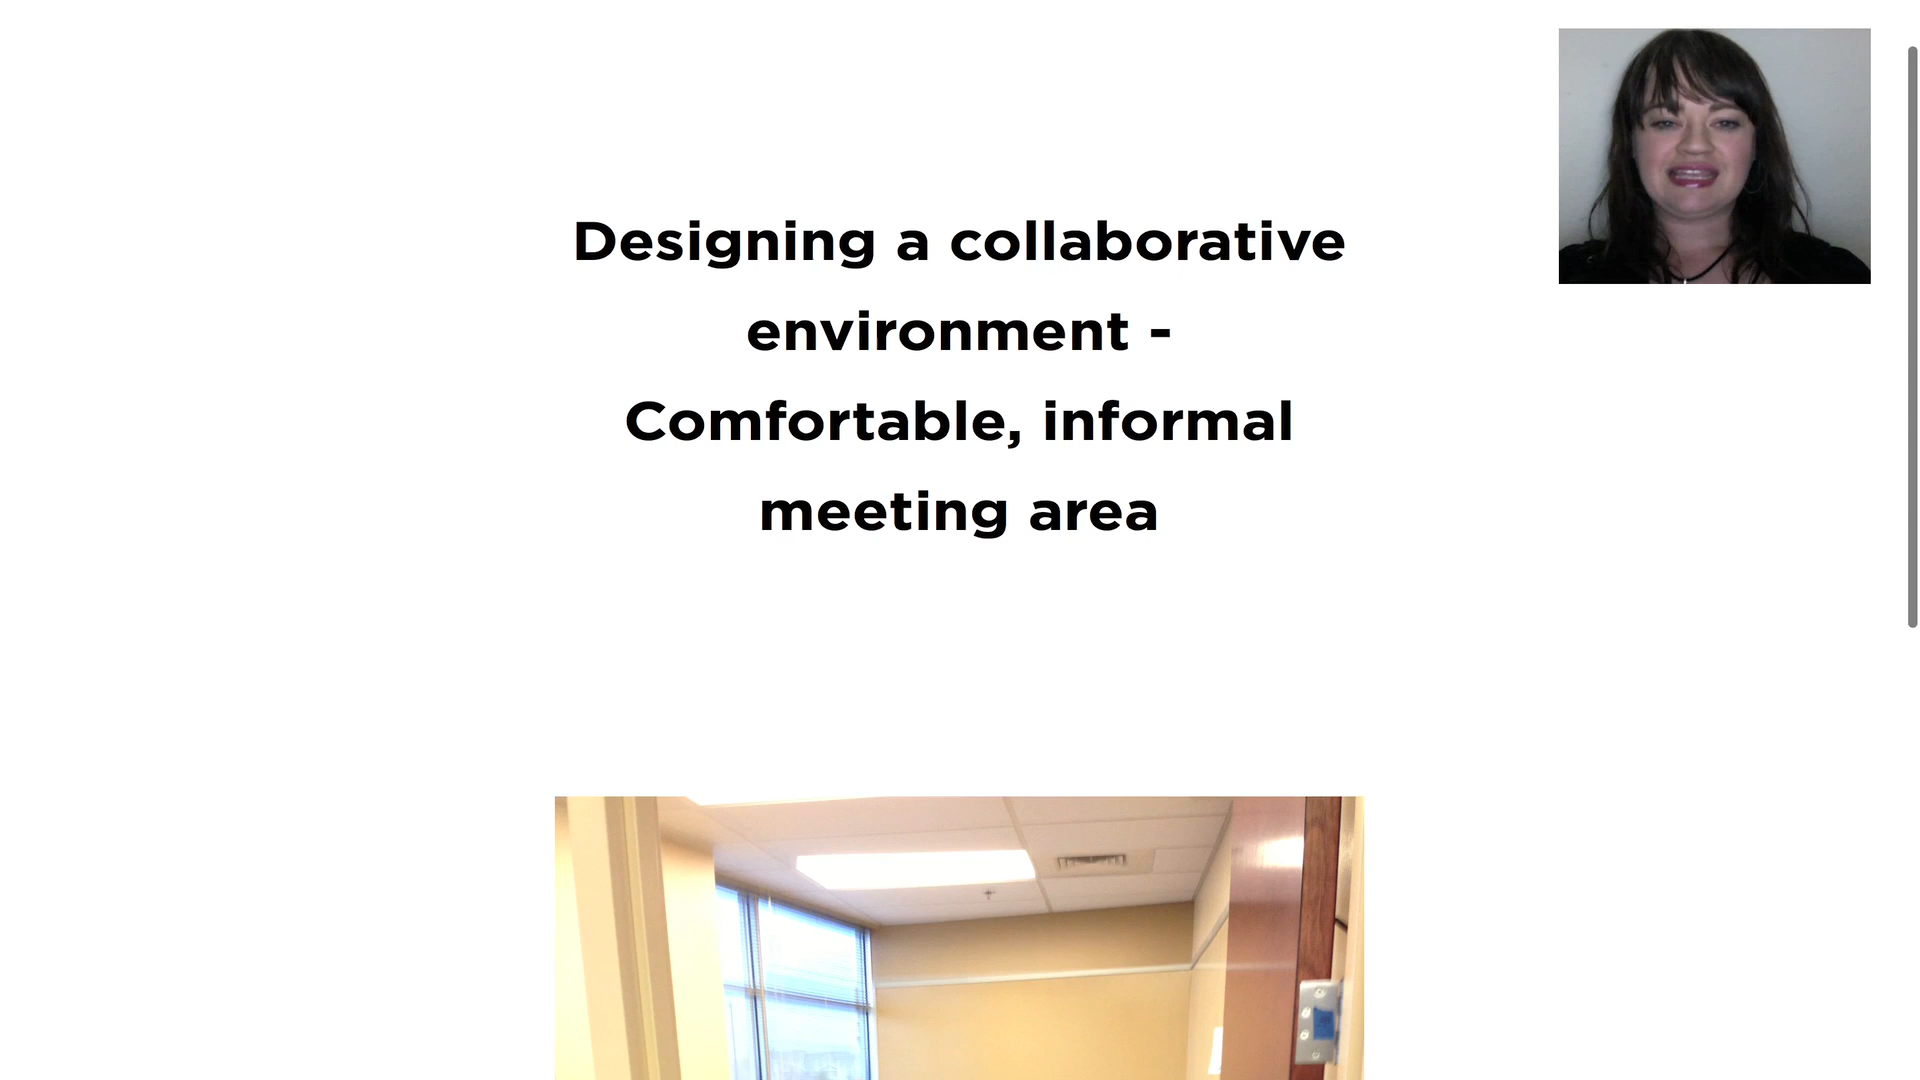 Designing a collaborative
environment -
Comfortable, informal
meeting area